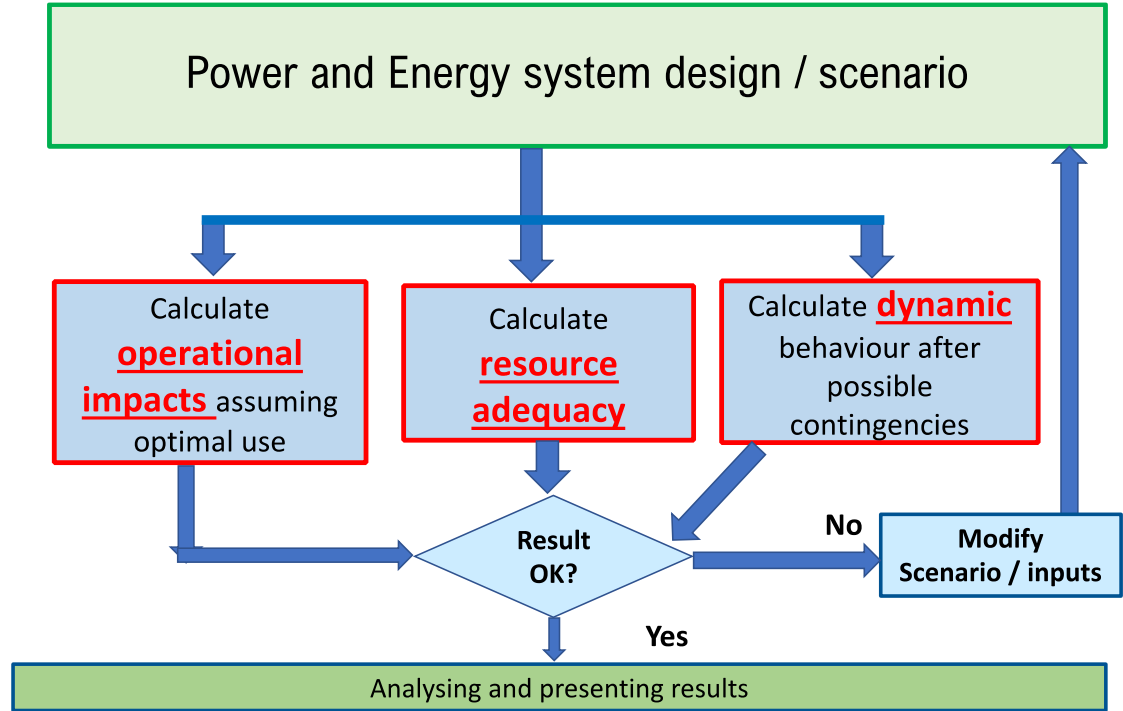 Power and Energy system design / scenario
Calculate
operational
impacts assuming
optimal use
Calculate
resource
adequacy
Calculate dynamic
behaviour after
possible
contingencies
Result
OK?
No
Modify
Scenario / inputs
Yes
Analysing and presenting results